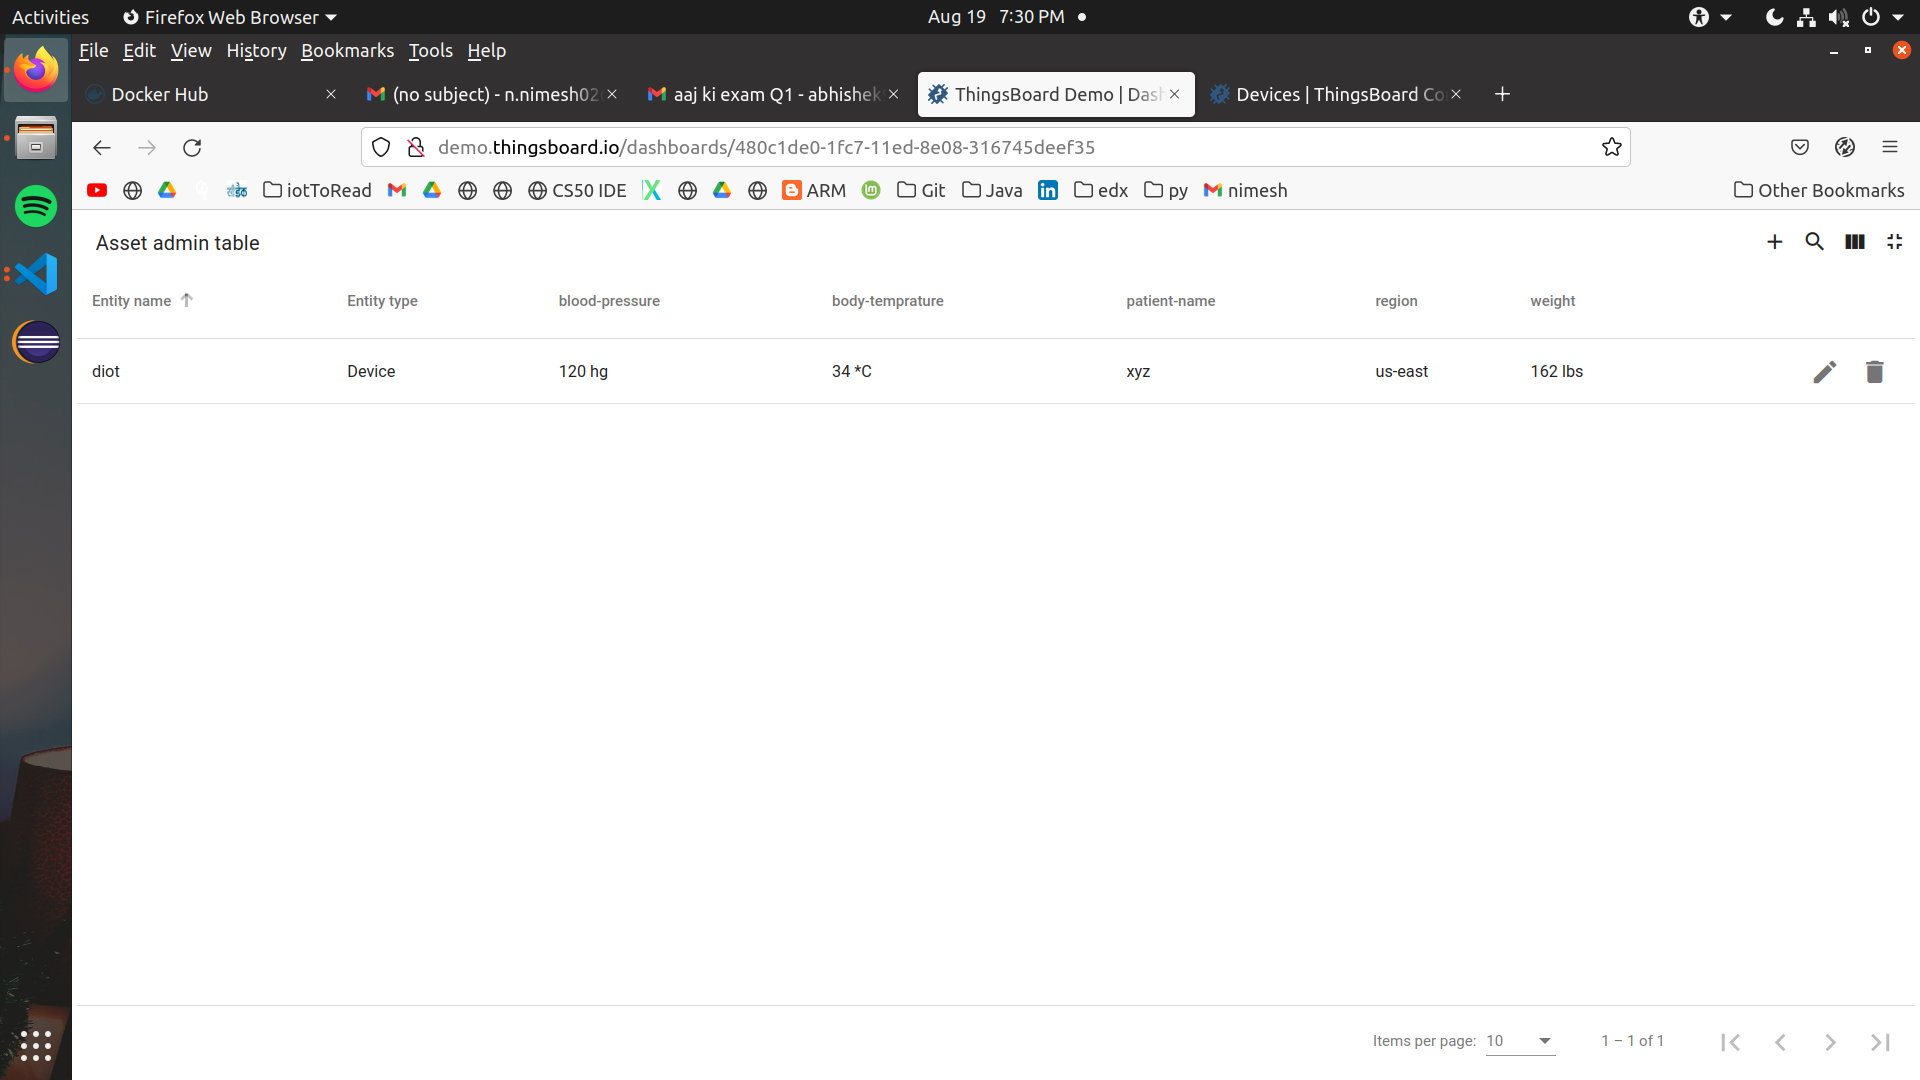 Activities Firefox Web Browser Aug 19 7:30 PM
File Edit View History Bookmarks Tools Help
Docker Hub (no subject) - n.nimesh02 aaj ki exam Q1 - abhishek ThingsBoard Demo | Dash Devices | ThingsBoard Co
demo.thingsboard.io/dashboards/480c1de0-1fc7-11ed-8e08-316745deef35
iotToRead CS50 IDE ARM Git Java edx py nimesh Other Bookmarks
Asset admin table
Entity name Entity type blood-pressure body-temprature patient-name region weight
diot Device 120 hg 34 *C xyz us-east 162 lbs
Items per page: 10 1 – 1 of 1